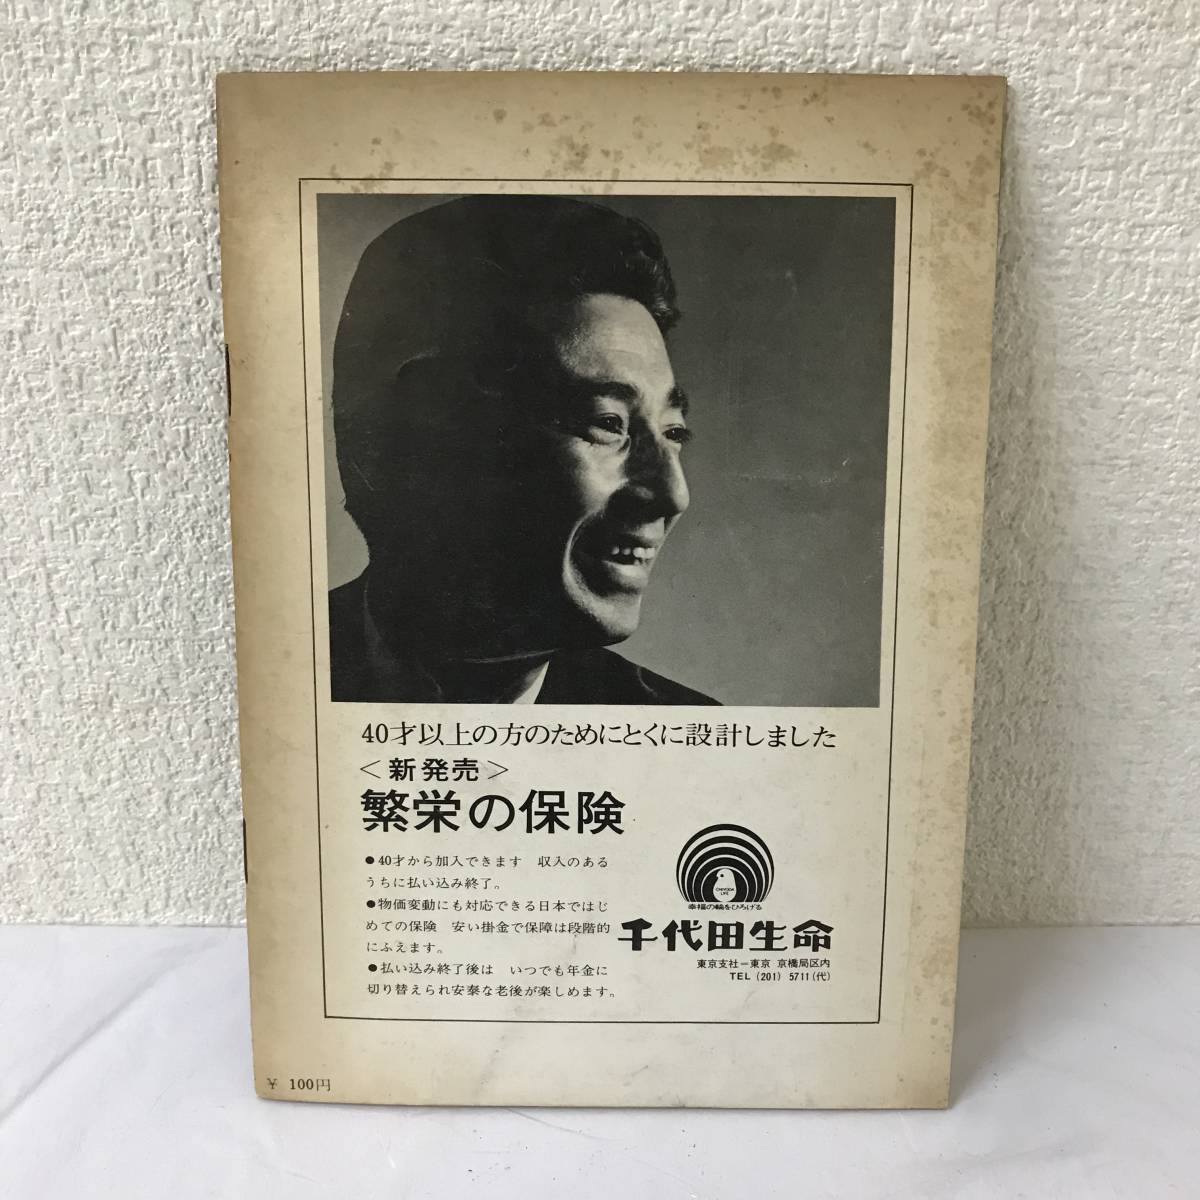 40才以上の方のためにとくに設計しました
＜新発売＞
繁栄の保険
●40才から加入できます　収入のある
うちに払い込み終了。
●物価変動にも対応できる日本ではじ
めての保険　安い掛金で保障は段階的
にふえます。
●払い込み終了後は　いつでも年金に
切り替えられ安泰な老後が楽しめます。
CHIYODA
LIFE
幸福の輪をひろげる
千代田生命
東京支社＝東京 京橋局区内
TEL (201) 5711(代)
¥ 100円